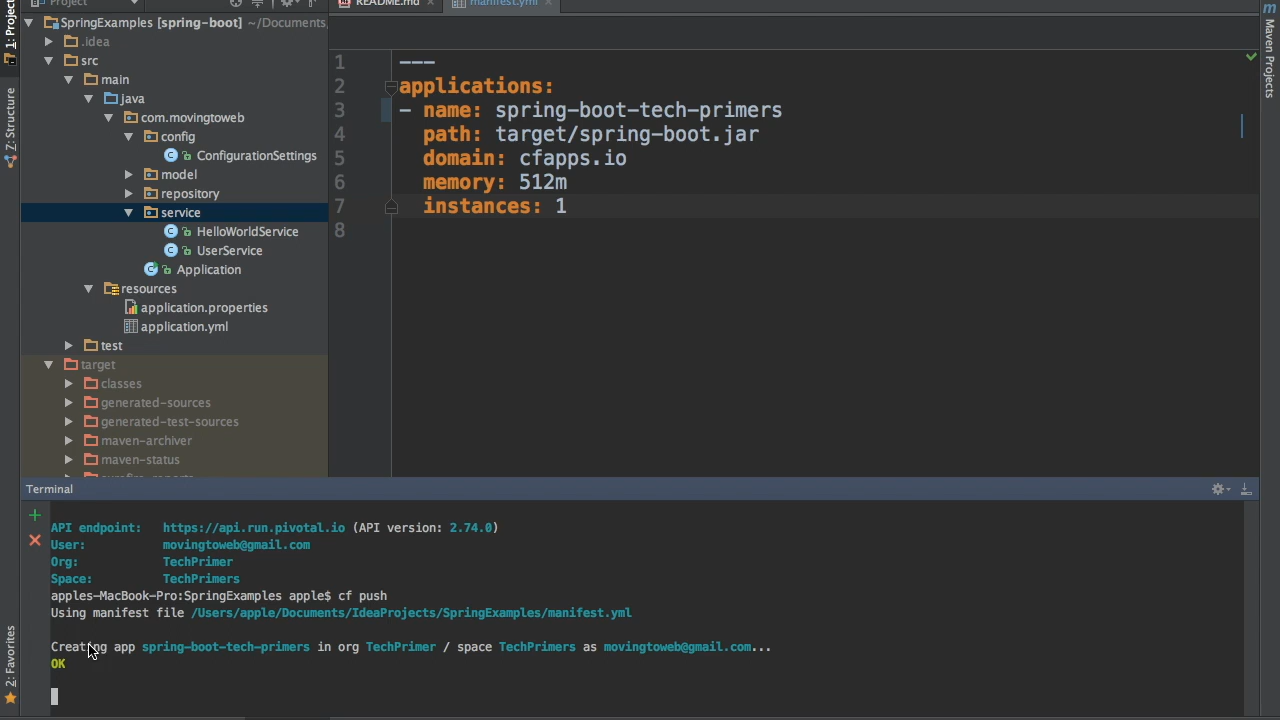 Project
README.md
manifest.yml
1: Project
Z: Structure
2: Favorites
Maven Projects
SpringExamples [spring-boot] ~/Documents
.idea
src
main
java
com.movingtoweb
config
ConfigurationSettings
model
repository
service
HelloWorldService
UserService
Application
resources
application.properties
application.yml
test
target
classes
generated-sources
generated-test-sources
maven-archiver
maven-status
1 ---
2 applications:
3 - name: spring-boot-tech-primers
4 path: target/spring-boot.jar
5 domain: cfapps.io
6 memory: 512m
7 instances: 1
8
Terminal
API endpoint: https://api.run.pivotal.io (API version: 2.74.0)
User: movingtoweb@gmail.com
Org: TechPrimer
Space: TechPrimers
apples-MacBook-Pro:SpringExamples apple$ cf push
Using manifest file /Users/apple/Documents/IdeaProjects/SpringExamples/manifest.yml
Creating app spring-boot-tech-primers in org TechPrimer / space TechPrimers as movingtoweb@gmail.com...
OK